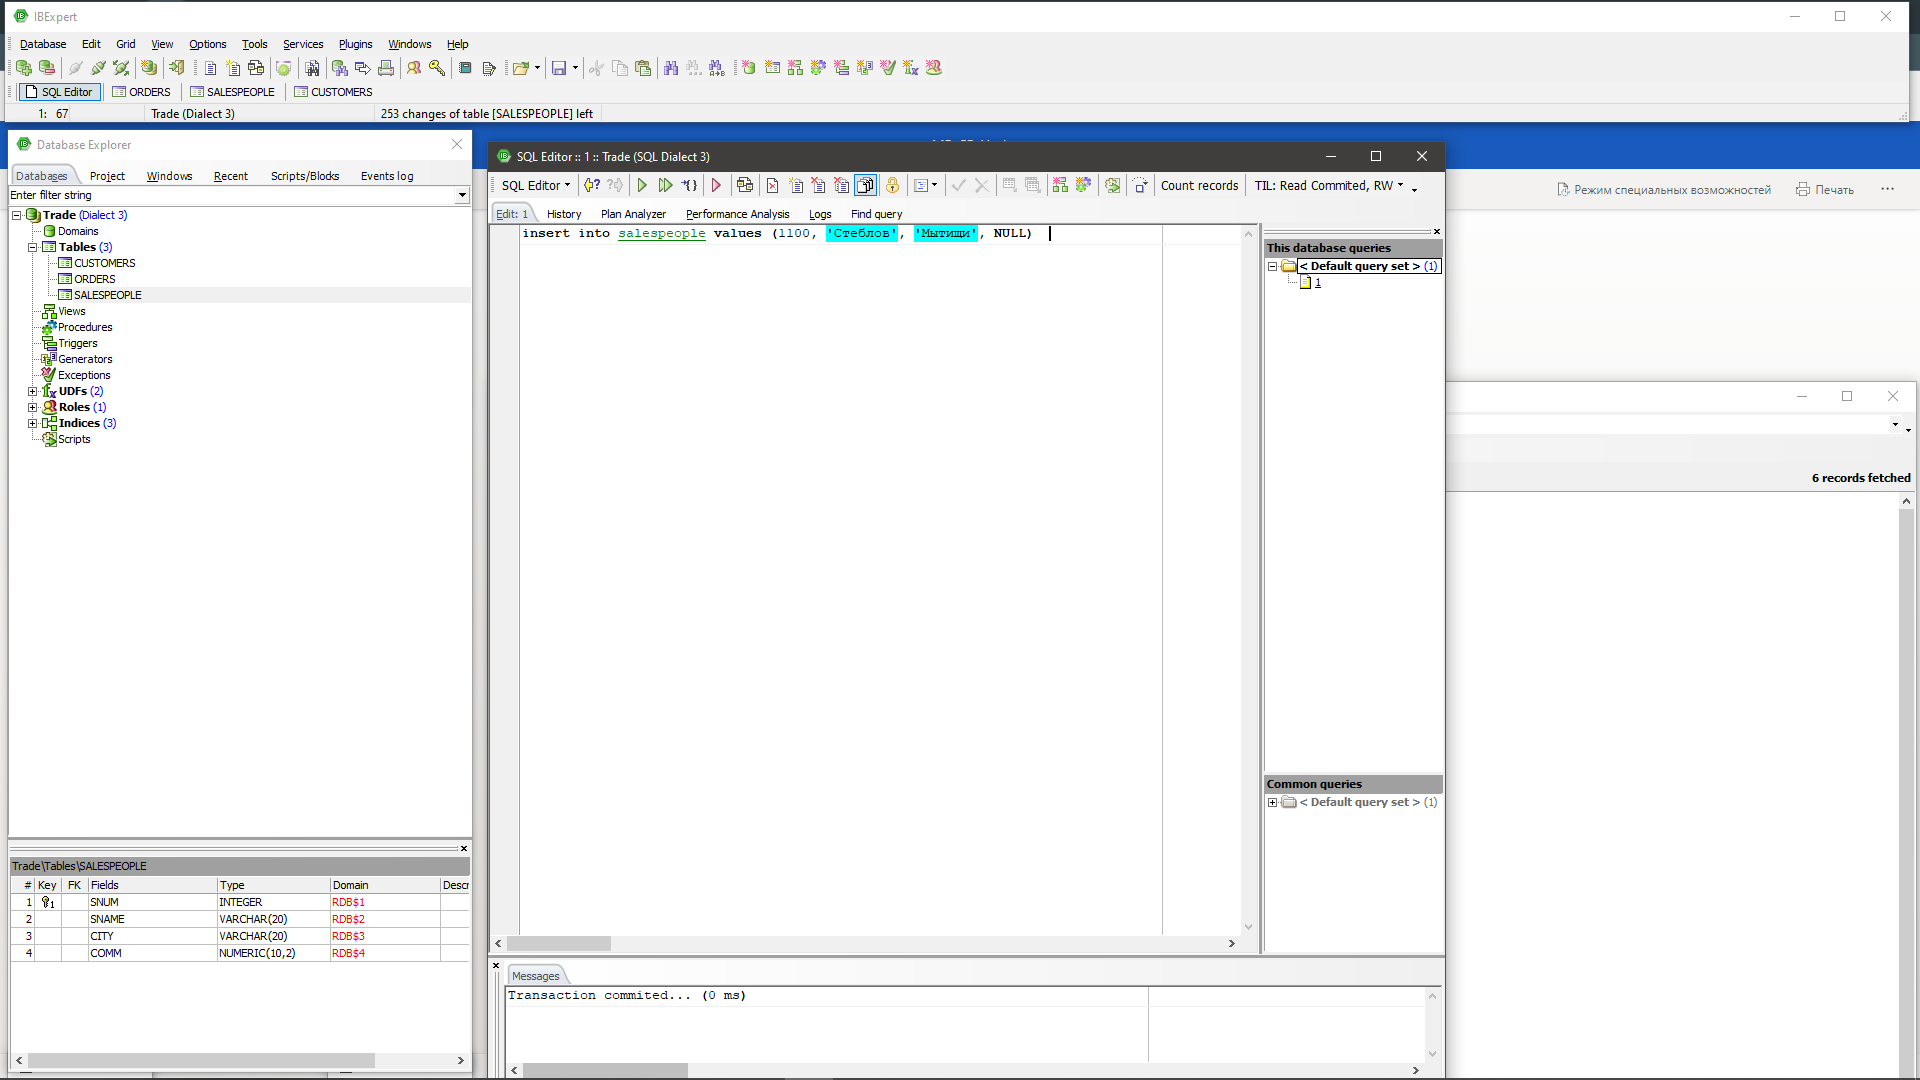 IBExpert
Database Edit Grid View Options Tools Services Plugins Windows Help
SQL Editor ORDERS SALESPEOPLE CUSTOMERS
1: 67 Trade (Dialect 3) 253 changes of table [SALESPEOPLE] left
Database Explorer
Databases Project Windows Recent Scripts/Blocks Events log
Enter filter string
Trade (Dialect 3)
Domains
Tables (3)
CUSTOMERS
ORDERS
SALESPEOPLE
Views
Procedures
Triggers
Generators
Exceptions
UDFs (2)
Roles (1)
Indices (3)
Scripts
Trade\Tables\SALESPEOPLE
# Key FK Fields Type Domain Descr
1 1 SNUM INTEGER RDB$1
2 SNAME VARCHAR(20) RDB$2
3 CITY VARCHAR(20) RDB$3
4 COMM NUMERIC(10,2) RDB$4
SQL Editor :: 1 :: Trade (SQL Dialect 3)
SQL Editor Count records TIL: Read Commited, RW
Edit: 1 History Plan Analyzer Performance Analysis Logs Find query
insert into salespeople values (1100, 'Стеблов', 'Мытищи', NULL)
This database queries
< Default query set > (1)
1
Common queries
< Default query set > (1)
Messages
Transaction commited... (0 ms)
Режим специальных возможностей Печать ...
6 records fetched